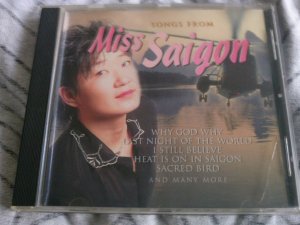 SONGS FROM
Miss Saigon
WHY GOD WHY
LAST NIGHT OF THE WORLD
I STILL BELIEVE
HEAT IS ON IN SAIGON
SACRED BIRD
AND MANY MORE